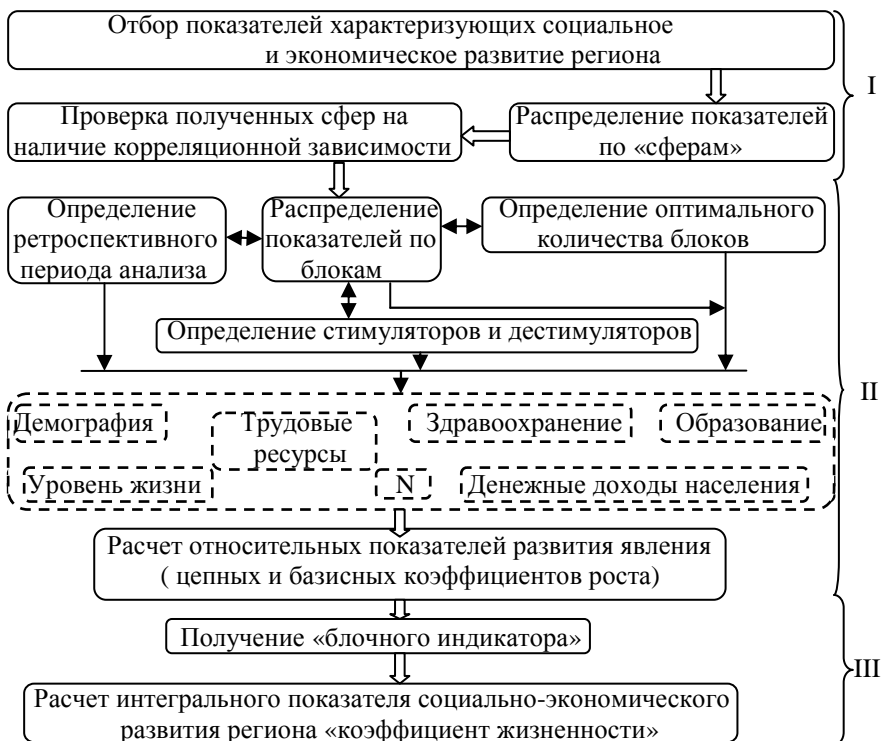 Отбор показателей характеризующих социальное
и экономическое развитие региона
I
Проверка полученных сфер на
наличие корреляционной зависимости
Распределение показателей
по «сферам»
Определение
ретроспективного
периода анализа
Распределение
показателей по
блокам
Определение оптимального
количества блоков
Определение стимуляторов и дестимуляторов
II
Демография
Трудовые
ресурсы
Здравоохранение
Образование
Уровень жизни
N
Денежные доходы населения
Расчет относительных показателей развития явления
( цепных и базисных коэффициентов роста)
Получение «блочного индикатора»
III
Расчет интегрального показателя социально-экономического
развития региона «коэффициент жизненности»